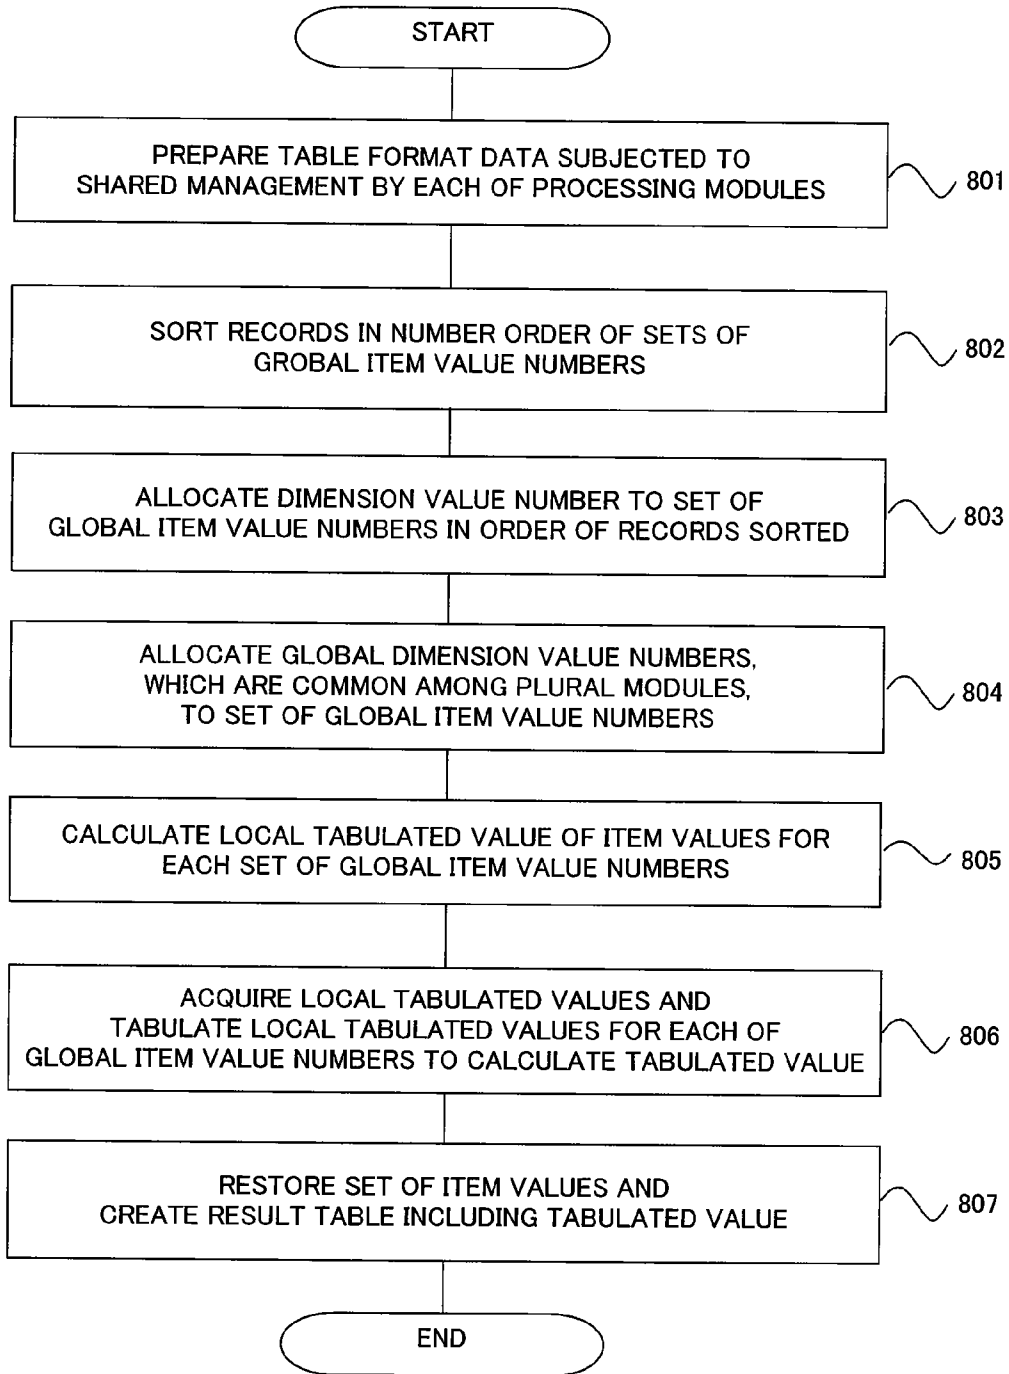 START
PREPARE TABLE FORMAT DATA SUBJECTED TO
SHARED MANAGEMENT BY EACH OF PROCESSING MODULES
801
SORT RECORDS IN NUMBER ORDER OF SETS OF
GROBAL ITEM VALUE NUMBERS
802
ALLOCATE DIMENSION VALUE NUMBER TO SET OF
GLOBAL ITEM VALUE NUMBERS IN ORDER OF RECORDS SORTED
803
ALLOCATE GLOBAL DIMENSION VALUE NUMBERS,
WHICH ARE COMMON AMONG PLURAL MODULES,
TO SET OF GLOBAL ITEM VALUE NUMBERS
804
CALCULATE LOCAL TABULATED VALUE OF ITEM VALUES FOR
EACH SET OF GLOBAL ITEM VALUE NUMBERS
805
ACQUIRE LOCAL TABULATED VALUES AND
TABULATE LOCAL TABULATED VALUES FOR EACH OF
GLOBAL ITEM VALUE NUMBERS TO CALCULATE TABULATED VALUE
806
RESTORE SET OF ITEM VALUES AND
CREATE RESULT TABLE INCLUDING TABULATED VALUE
807
END